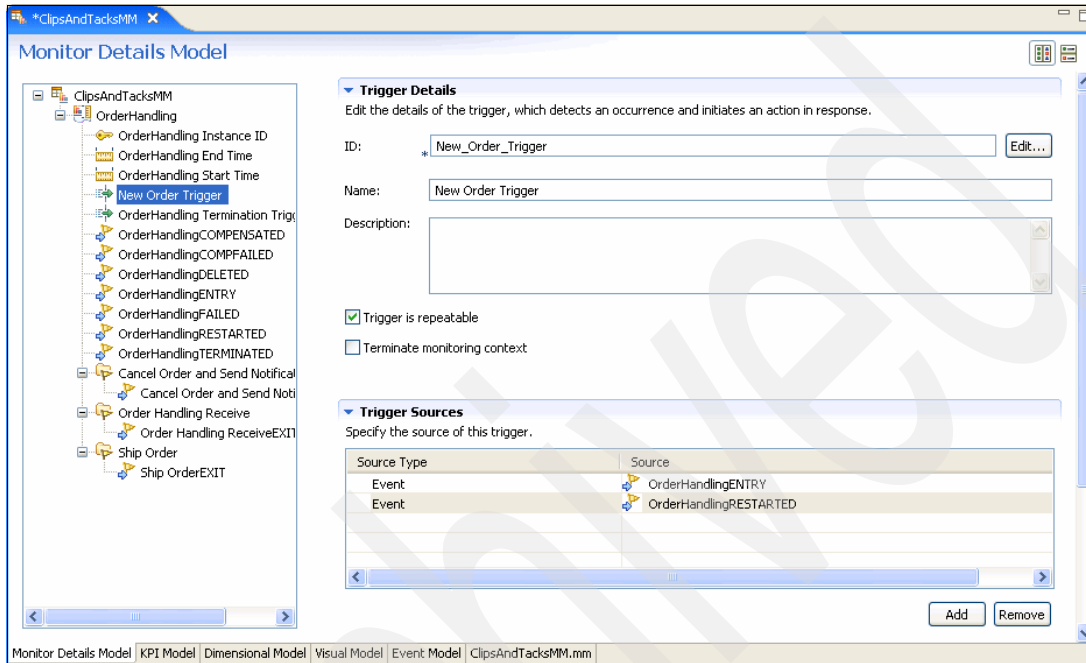 *ClipsAndTacksMM
Monitor Details Model
ClipsAndTacksMM
OrderHandling
OrderHandling Instance ID
OrderHandling End Time
OrderHandling Start Time
New Order Trigger
OrderHandling Termination Trigg
OrderHandlingCOMPENSATED
OrderHandlingCOMPFAILED
OrderHandlingDELETED
OrderHandlingENTRY
OrderHandlingFAILED
OrderHandlingRESTARTED
OrderHandlingTERMINATED
Cancel Order and Send Notificat
Cancel Order and Send Noti
Order Handling Receive
Order Handling ReceiveEXIT
Ship Order
Ship OrderEXIT
Trigger Details
Edit the details of the trigger, which detects an occurrence and initiates an action in response.
ID: * New_Order_Trigger Edit...
Name: New Order Trigger
Description:
Trigger is repeatable
Terminate monitoring context
Trigger Sources
Specify the source of this trigger.
Source Type Source
Event OrderHandlingENTRY
Event OrderHandlingRESTARTED
Add Remove
Monitor Details Model KPI Model Dimensional Model Visual Model Event Model ClipsAndTacksMM.mm